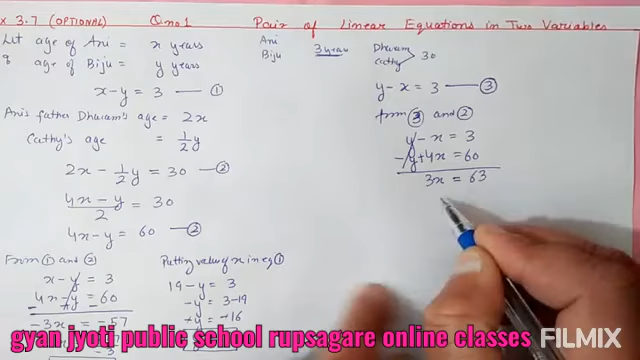 x 3.7 (OPTIONAL) Q no 1 Pair of Linear Equations in Two Variables
Let age of Ani = x years
& age of Biju = y years
x - y = 3 — ①
Ani's father Dharam's age = 2x
Cathy's age = 1/2 y
2x - 1/2 y = 30 — ②
4x - y / 2 = 30
4x - y = 60 — ②
From ① and ②
x - y = 3
4x - y = 60
-3x = -57
Putting value of x in eq ①
19 - y = 3
-y = 3 - 19
-y = -16
Ani
Biju 3 years
Dharam
Cathy 30
y - x = 3 — ③
from ③ and ②
y - x = 3
-y + 4x = 60
3x = 63
gyan jyoti public school rupsagare online classes
FILMIX